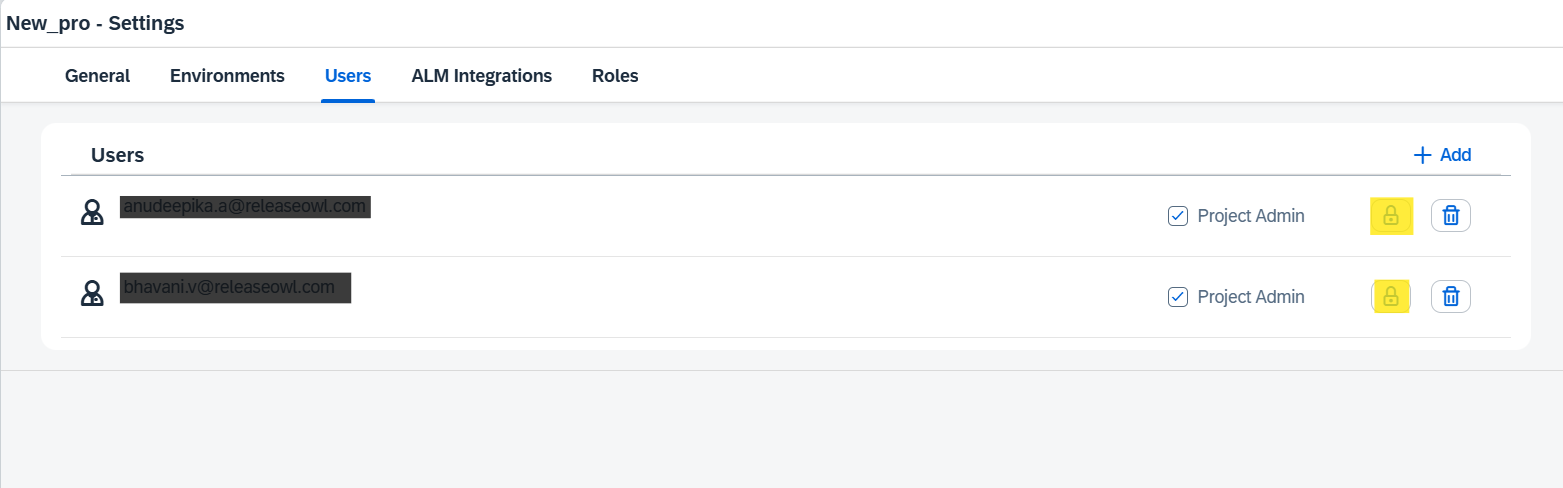 New_pro - Settings
General Environments Users ALM Integrations Roles
Users + Add
anudeepika.a@releaseowl.com Project Admin
bhavani.v@releaseowl.com Project Admin